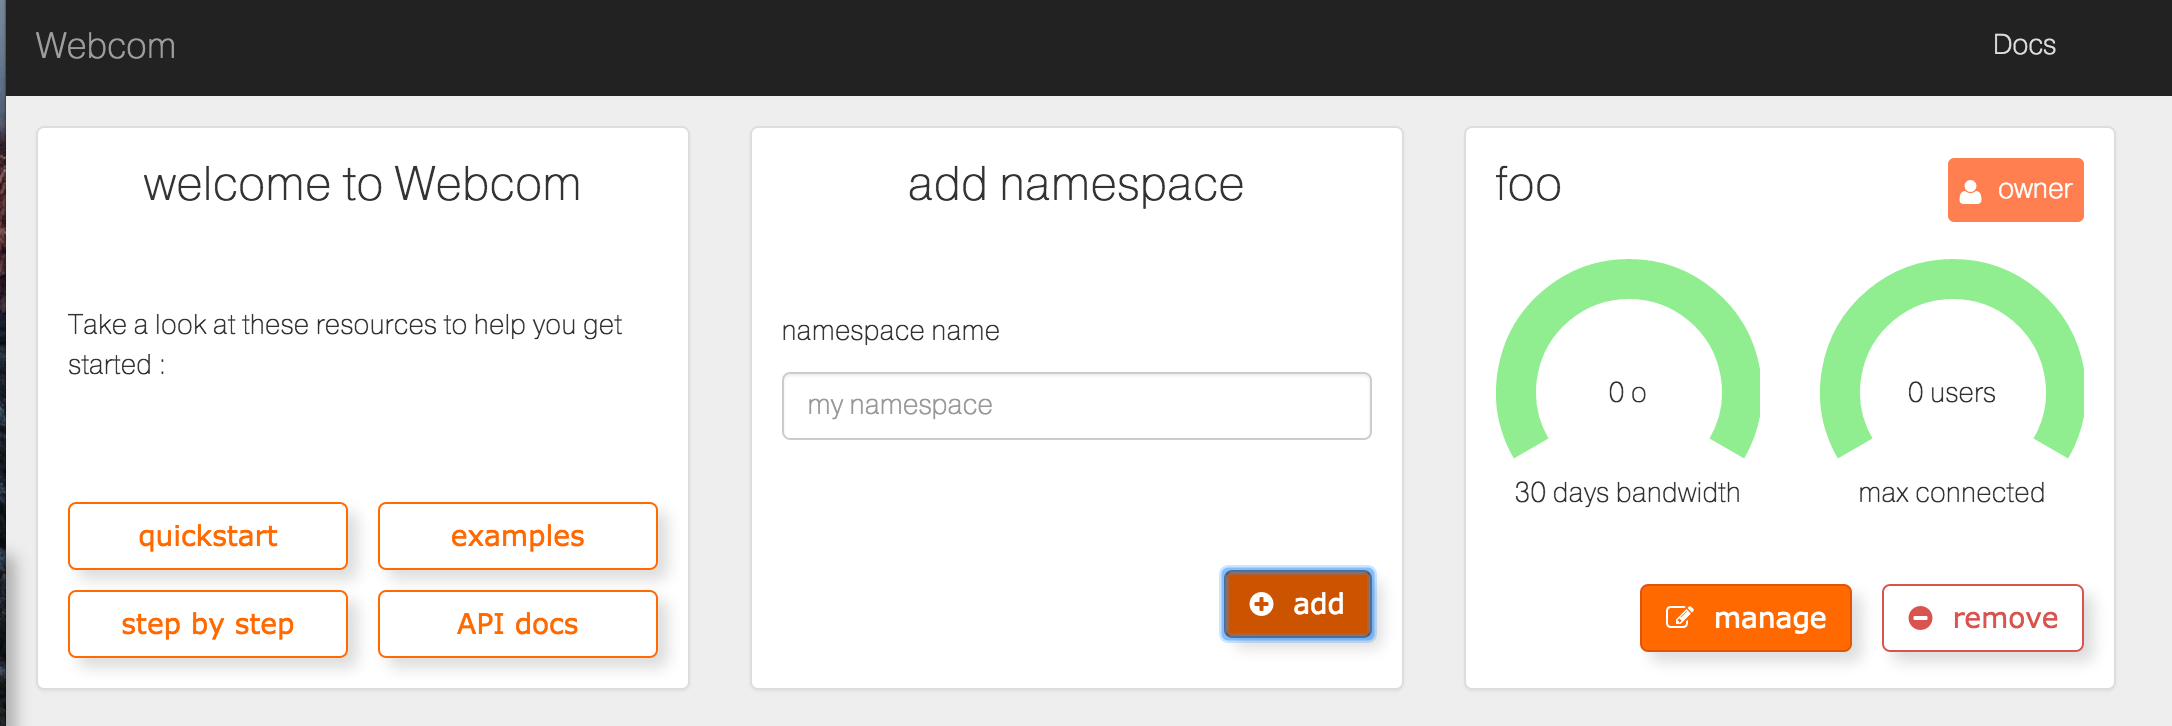 Webcom
Docs
welcome to Webcom
Take a look at these resources to help you get
started :
quickstart
examples
step by step
API docs
add namespace
namespace name
my namespace
add
foo
owner
0 o
0 users
30 days bandwidth
max connected
manage
remove